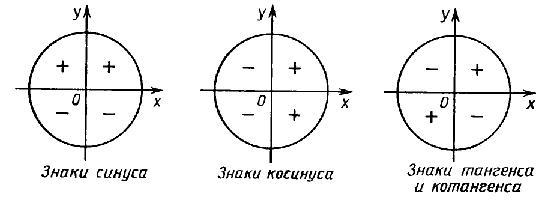 y y y
+ + - + - +
0 x 0 x 0 x
- - - + + -
Знаки синуса Знаки косинуса Знаки тангенса
и котангенса